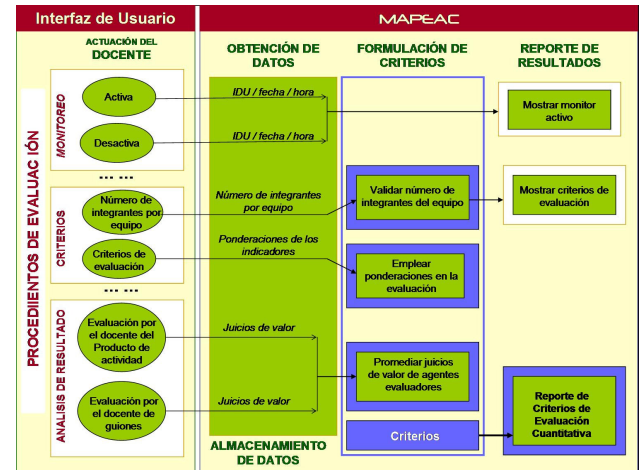 Interfaz de Usuario
MAPEAC
ACTUACIÓN DEL
DOCENTE
OBTENCIÓN DE
DATOS
FORMULACIÓN DE
CRITERIOS
REPORTE DE
RESULTADOS
PROCEDIIENTOS DE EVALUAC IÓN
MONITOREO
Activa
IDU / fecha / hora
Mostrar monitor
activo
Desactiva
IDU / fecha / hora
... ...
CRITERIOS
Número de
integrantes por
equipo
Número de integrantes
por equipo
Validar número de
integrantes del equipo
Mostrar criterios de
evaluación
Criterios de
evaluación
Ponderaciones de los
indicadores
Emplear
ponderaciones en la
evaluación
... ...
ANALISIS DE RESULTADO
Evaluación por
el docente del
Producto de
actividad
Juicios de valor
Promediar juicios
de valor de agentes
evaluadores
Evaluación por
el docente de
guiones
Juicios de valor
Reporte de
Criterios de
Evaluación
Cuantitativa
Criterios
ALMACENAMIENTO
DE DATOS